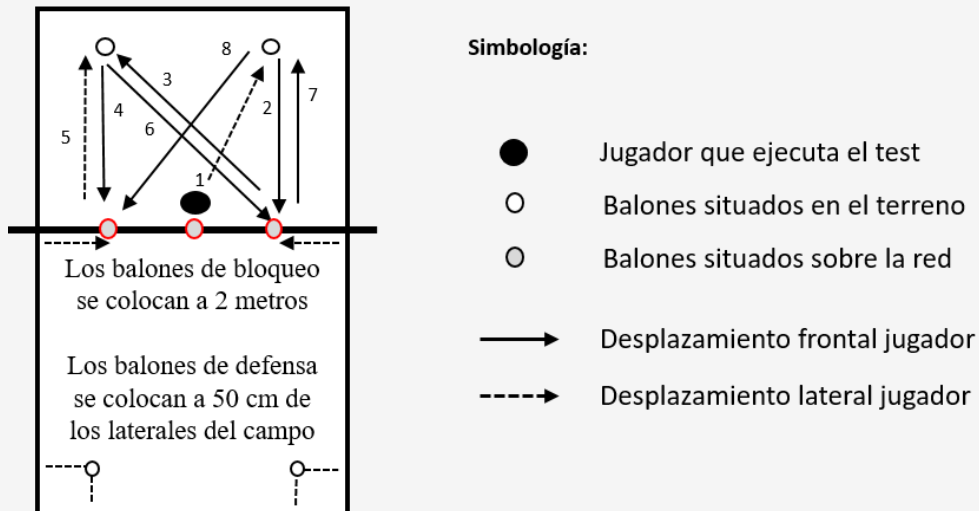 8
3
4
2
7
5
6
1
Los balones de bloqueo
se colocan a 2 metros
Los balones de defensa
se colocan a 50 cm de
los laterales del campo
Simbología:
Jugador que ejecuta el test
Balones situados en el terreno
Balones situados sobre la red
Desplazamiento frontal jugador
Desplazamiento lateral jugador